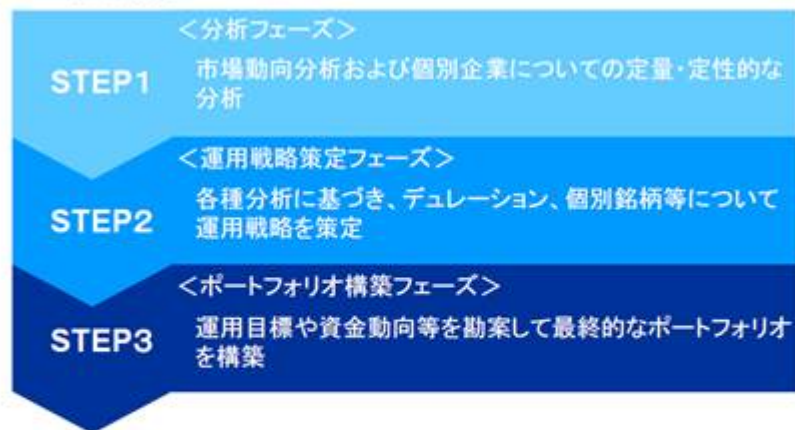 ＜分析フェーズ＞
STEP1
市場動向分析および個別企業についての定量・定性的な
分析
＜運用戦略策定フェーズ＞
STEP2
各種分析に基づき、デュレーション、個別銘柄等について
運用戦略を策定
＜ポートフォリオ構築フェーズ＞
STEP3
運用目標や資金動向等を勘案して最終的なポートフォリオ
を構築